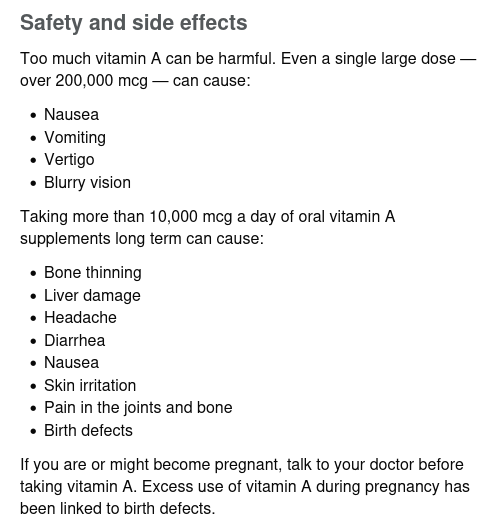 Safety and side effects
Too much vitamin A can be harmful. Even a single large dose —
over 200,000 mcg — can cause:
• Nausea
• Vomiting
• Vertigo
• Blurry vision
Taking more than 10,000 mcg a day of oral vitamin A
supplements long term can cause:
• Bone thinning
• Liver damage
• Headache
• Diarrhea
• Nausea
• Skin irritation
• Pain in the joints and bone
• Birth defects
If you are or might become pregnant, talk to your doctor before
taking vitamin A. Excess use of vitamin A during pregnancy has
been linked to birth defects.